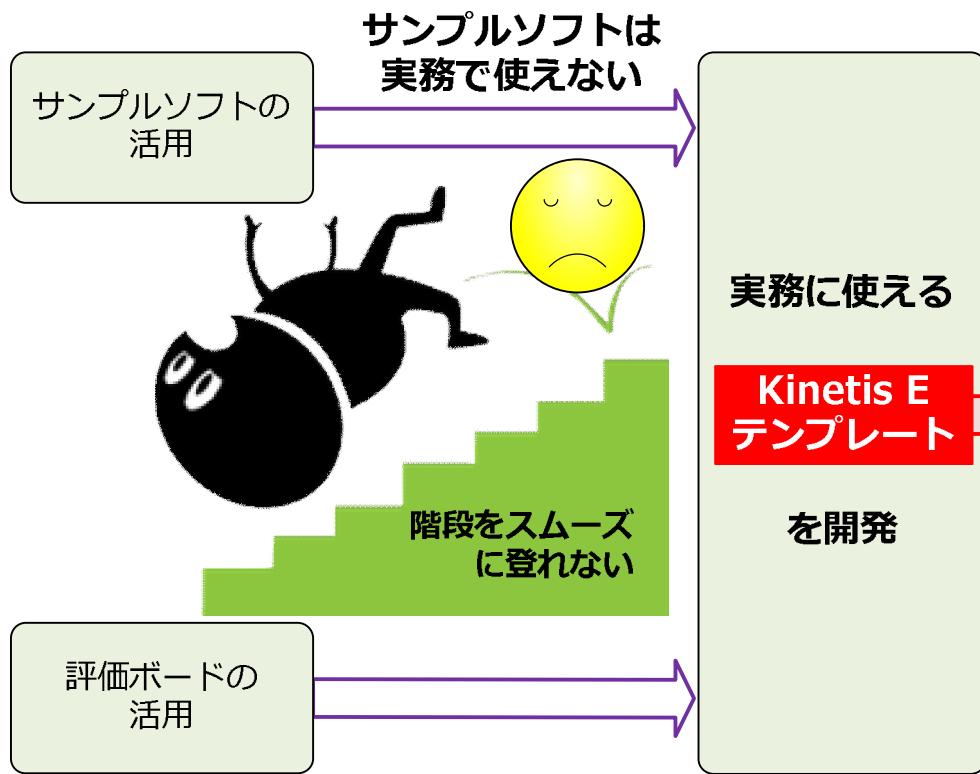 サンプルソフトは
実務で使えない
サンプルソフトの
活用
実務に使える
Kinetis E
テンプレート
を開発
階段をスムーズ
に登れない
評価ボードの
活用